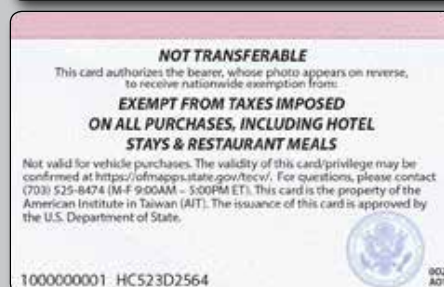 NOT TRANSFERABLE
This card authorizes the bearer, whose photo appears on reverse,
to receive nationwide exemption from:
EXEMPT FROM TAXES IMPOSED
ON ALL PURCHASES, INCLUDING HOTEL
STAYS & RESTAURANT MEALS
Not valid for vehicle purchases. The validity of this card/privilege may be
confirmed at https://ofmapps.state.gov/tecv/. For questions, please contact
(703) 525-8474 (M-F 9:00AM – 5:00PM ET). This card is the property of the
American Institute in Taiwan (AIT). The issuance of this card is approved by
the U.S. Department of State.
1000000001 HC523D2564